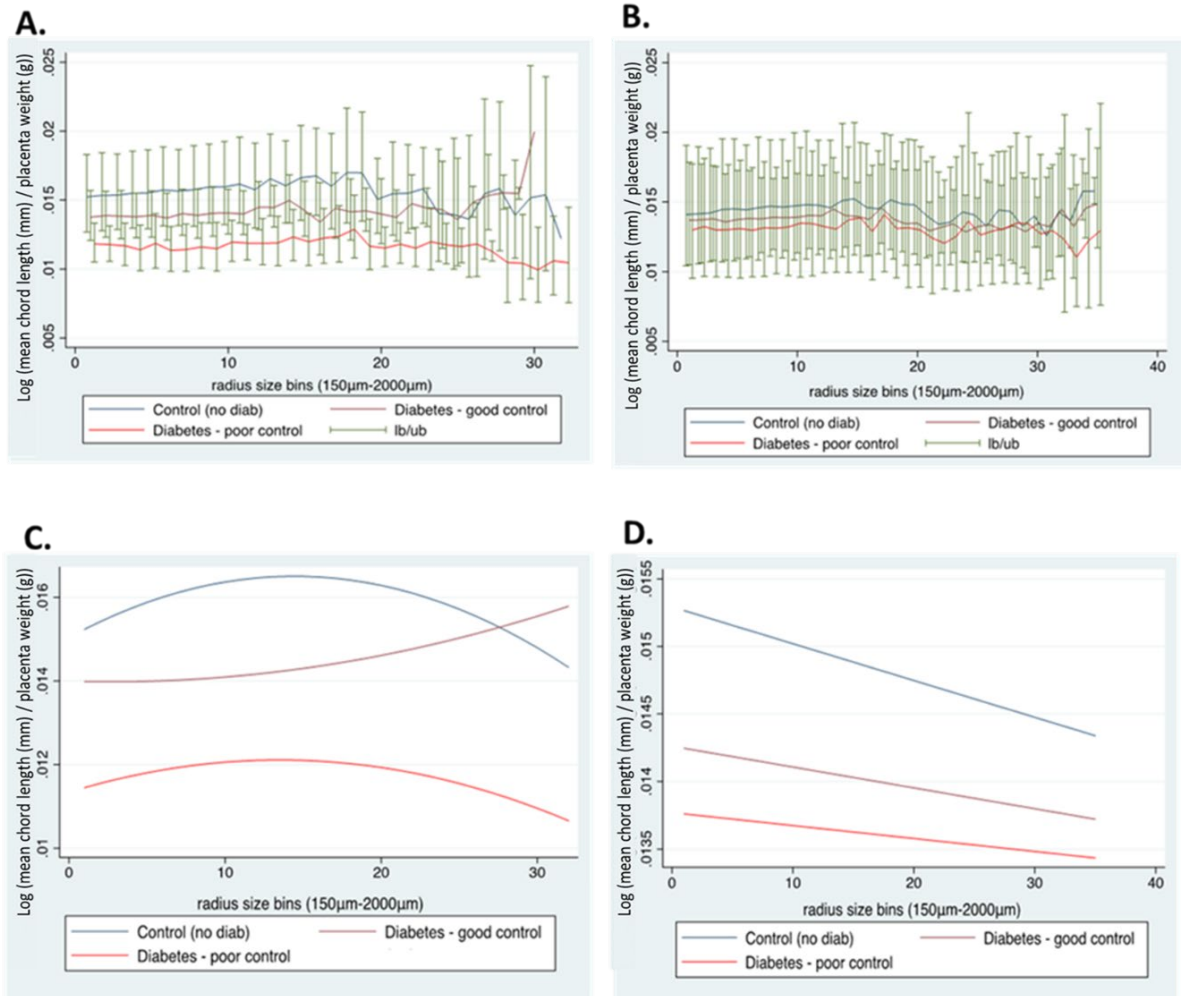 A.
Log (mean chord length (mm) / placenta weight (g))
.025
.02
.015
.01
.005
0 10 20 30
radius size bins (150µm-2000µm)
Control (no diab) Diabetes - good control
Diabetes - poor control lb/ub
B.
Log (mean chord length (mm) / placenta weight (g))
.025
.02
.015
.01
.005
0 10 20 30 40
radius size bins (150µm-2000µm)
Control (no diab) Diabetes - good control
Diabetes - poor control lb/ub
C.
Log (mean chord length (mm) / placenta weight (g))
.016
.014
.012
.01
0 10 20 30
radius size bins (150µm-2000µm)
Control (no diab) Diabetes - good control
Diabetes - poor control
D.
Log (mean chord length (mm) / placenta weight (g))
.0155
.015
.0145
.014
.0135
0 10 20 30 40
radius size bins (150µm-2000µm)
Control (no diab) Diabetes - good control
Diabetes - poor control